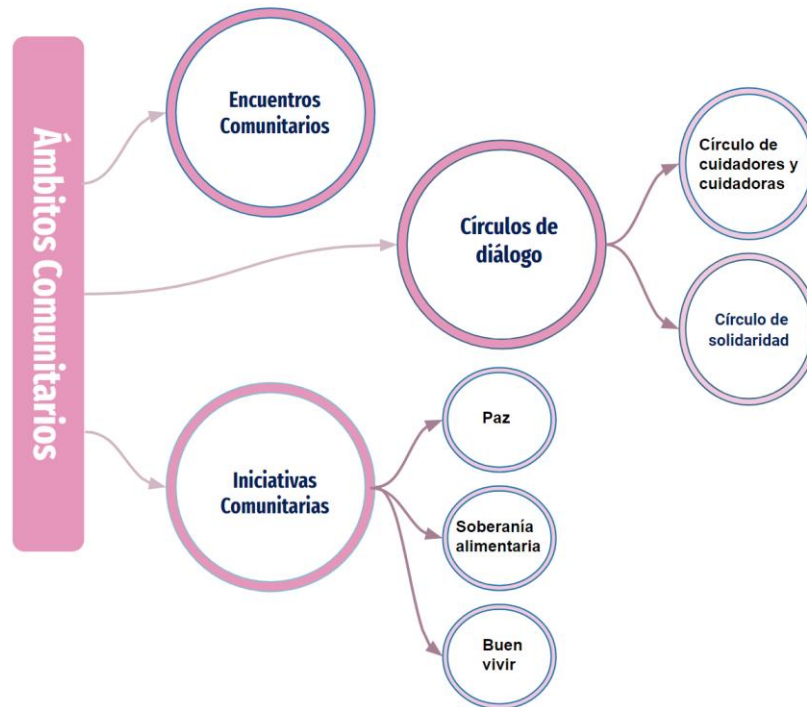 Ámbitos Comunitarios
Encuentros
Comunitarios
Círculos de
diálogo
Círculo de
cuidadores y
cuidadoras
Círculo de
solidaridad
Iniciativas
Comunitarias
Paz
Soberanía
alimentaria
Buen
vivir